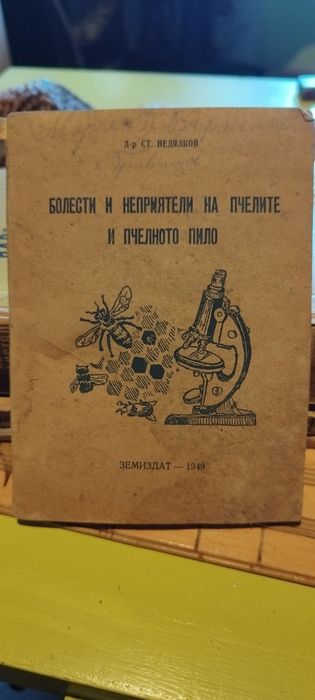 Д-р СТ. НЕДЯЛКОВ
БОЛЕСТИ И НЕПРИЯТЕЛИ НА ПЧЕЛИТЕ
И ПЧЕЛНОТО ПИЛО
ЗЕМИЗДАТ — 1949